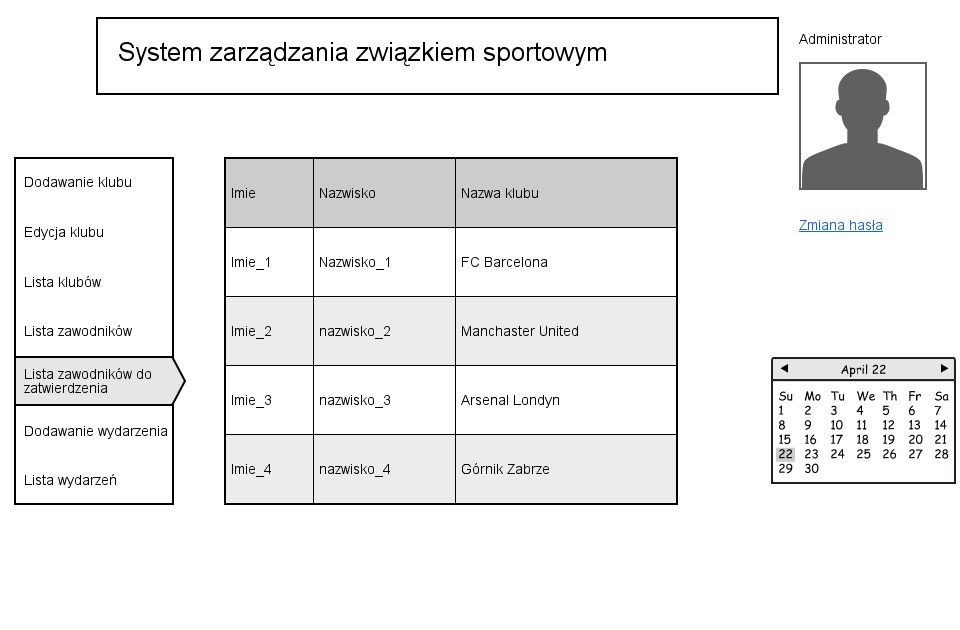 System zarządzania związkiem sportowym
Administrator
Zmiana hasła
Dodawanie klubu
Edycja klubu
Lista klubów
Lista zawodników
Lista zawodników do
zatwierdzenia
Dodawanie wydarzenia
Lista wydarzeń
Imie Nazwisko Nazwa klubu
Imie_1 Nazwisko_1 FC Barcelona
Imie_2 nazwisko_2 Manchaster United
Imie_3 nazwisko_3 Arsenal Londyn
Imie_4 nazwisko_4 Górnik Zabrze
April 22
Su Mo Tu We Th Fr Sa
1 2 3 4 5 6 7
8 9 10 11 12 13 14
15 16 17 18 19 20 21
22 23 24 25 26 27 28
29 30